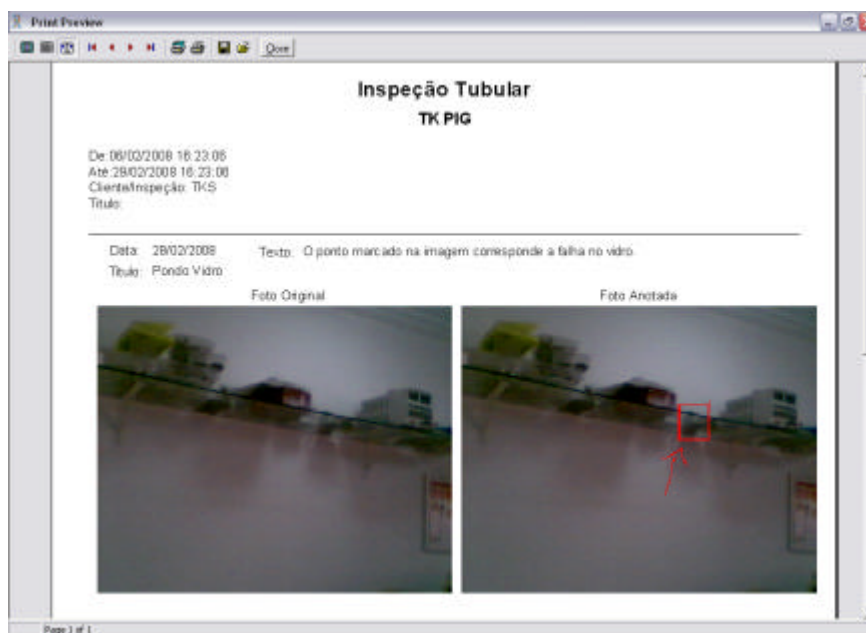 Print Preview
Close
Inspeção Tubular
TK PIG
De: 06/02/2008 16:23:06
Até: 29/02/2008 16:23:06
Cliente/Inspeção: TKS
Título:
Data: 28/02/2008 Texto: O ponto marcado na imagem corresponde a falha no vidro
Título: Pondo Vidro
Foto Original Foto Anotada
Page 1 of 1